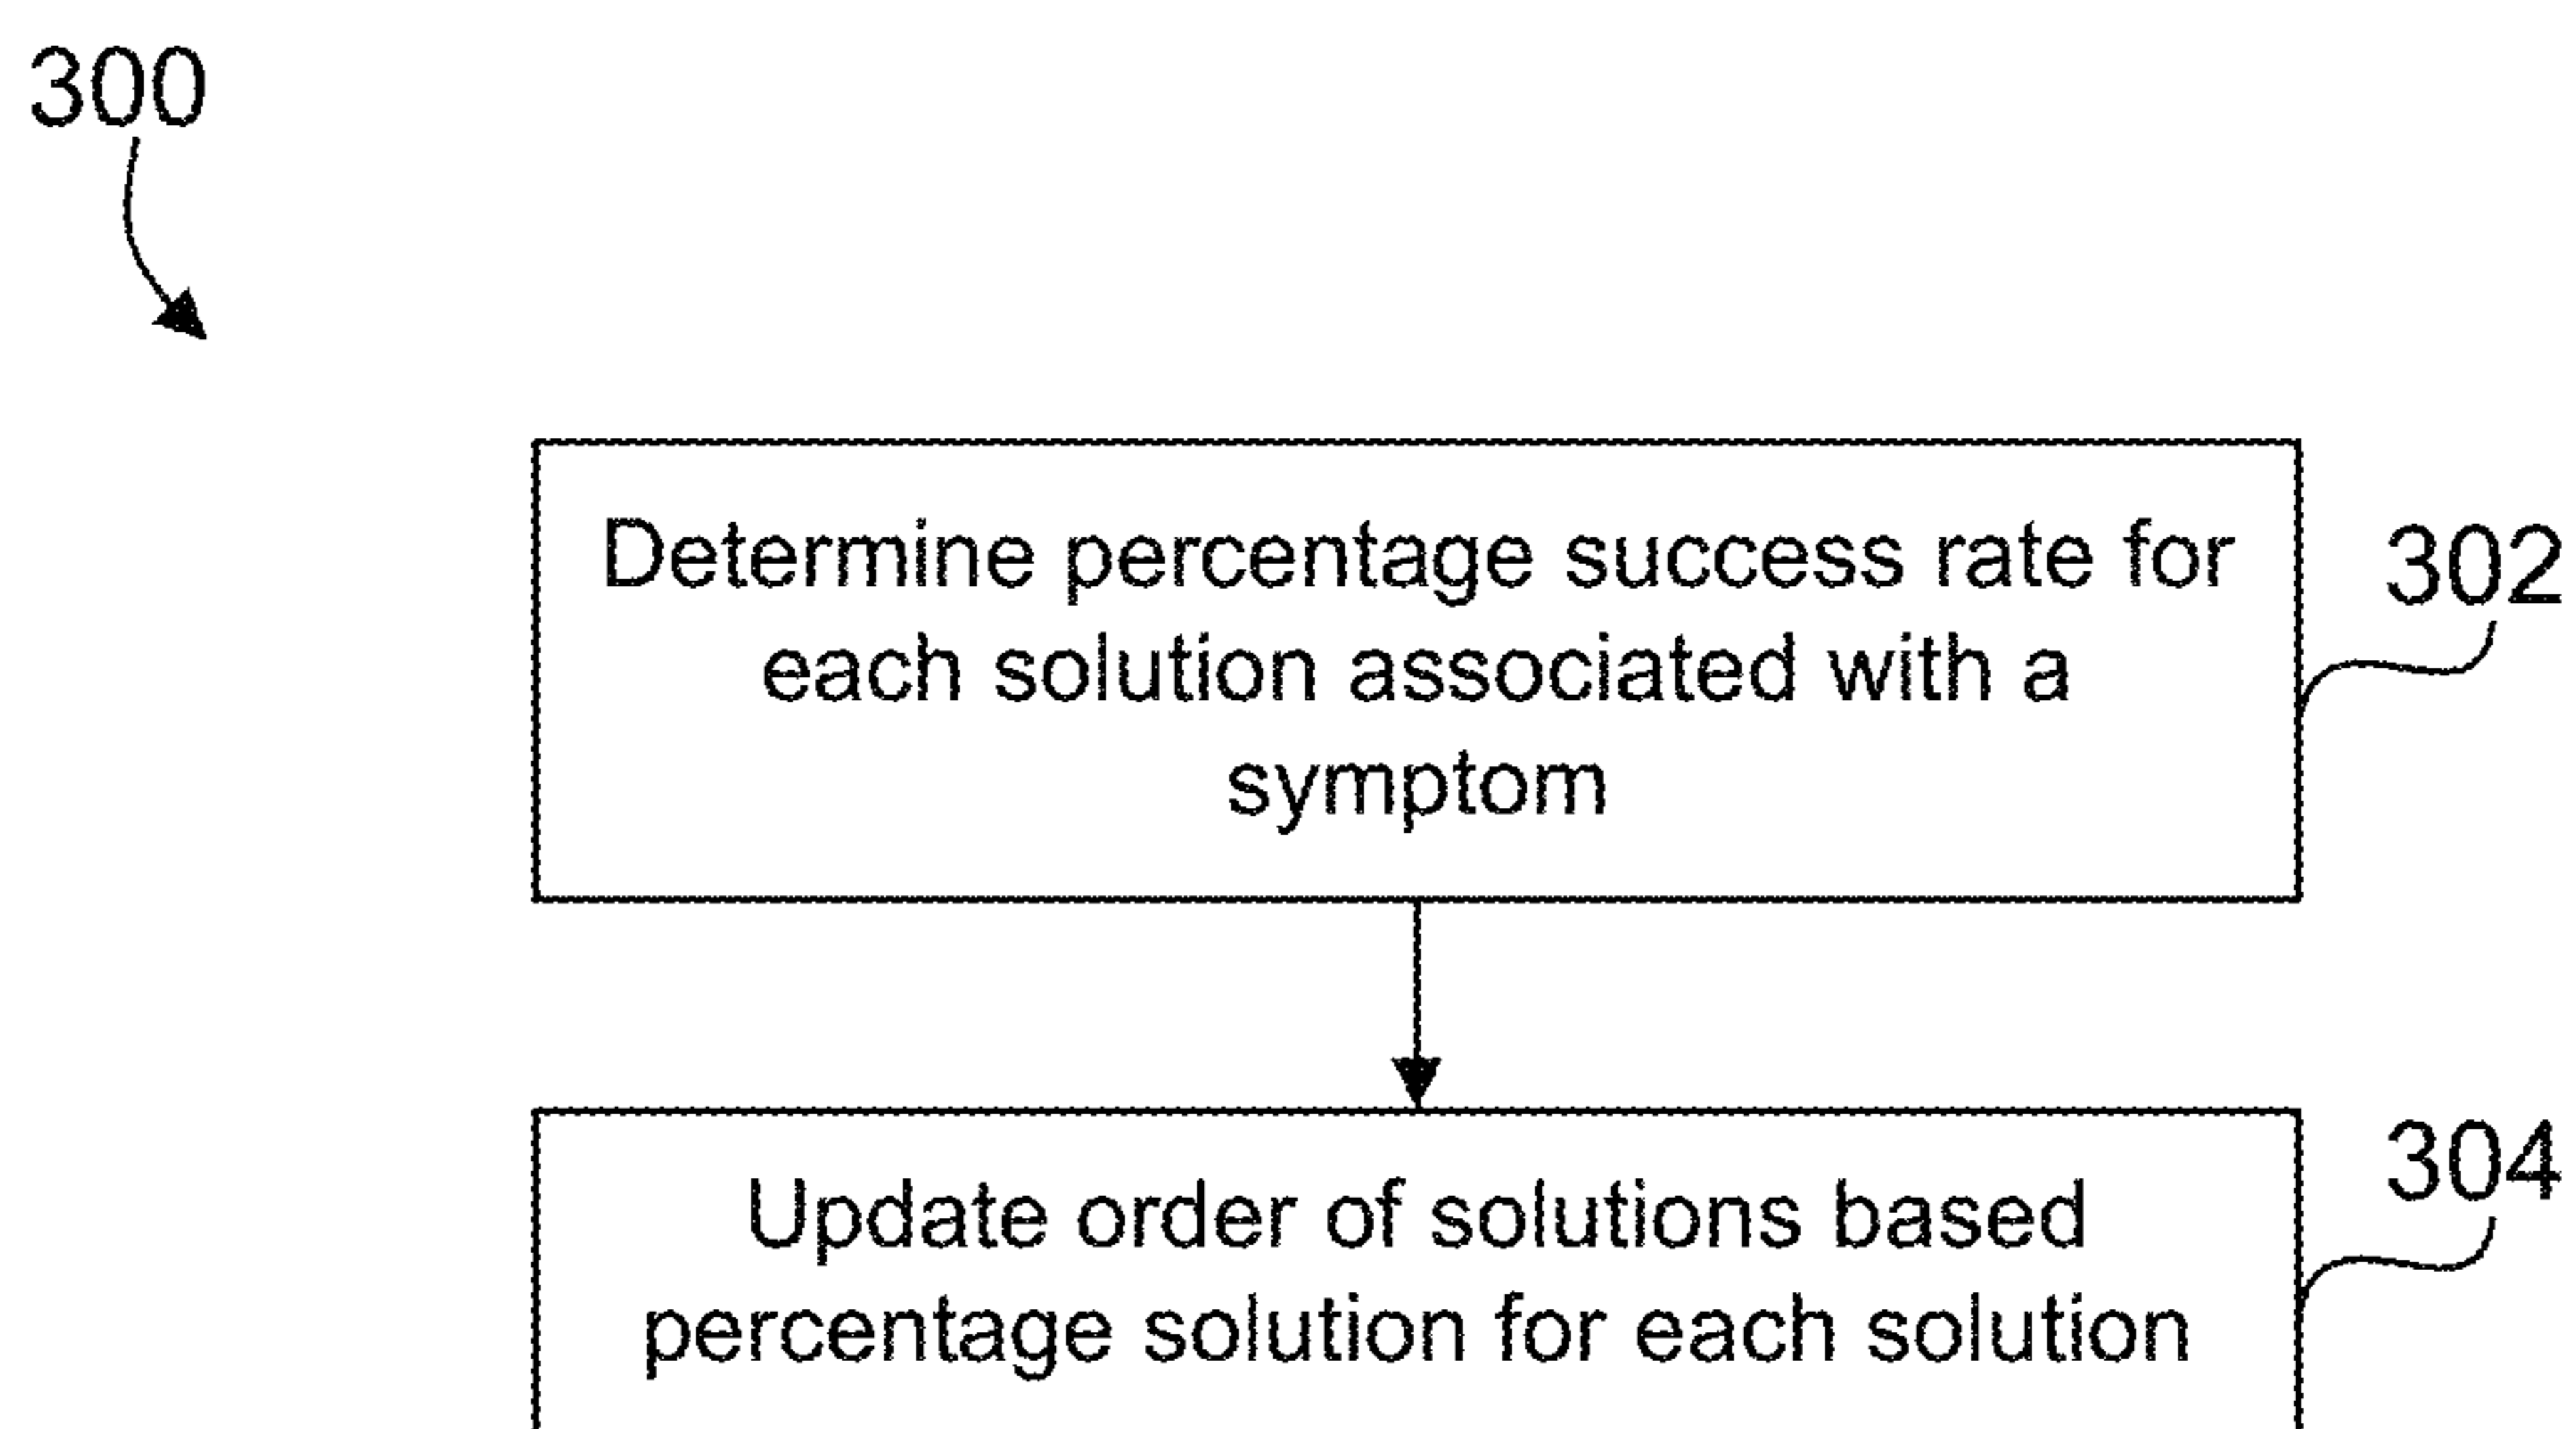 300
Determine percentage success rate for
each solution associated with a
symptom
302
Update order of solutions based
percentage solution for each solution
304